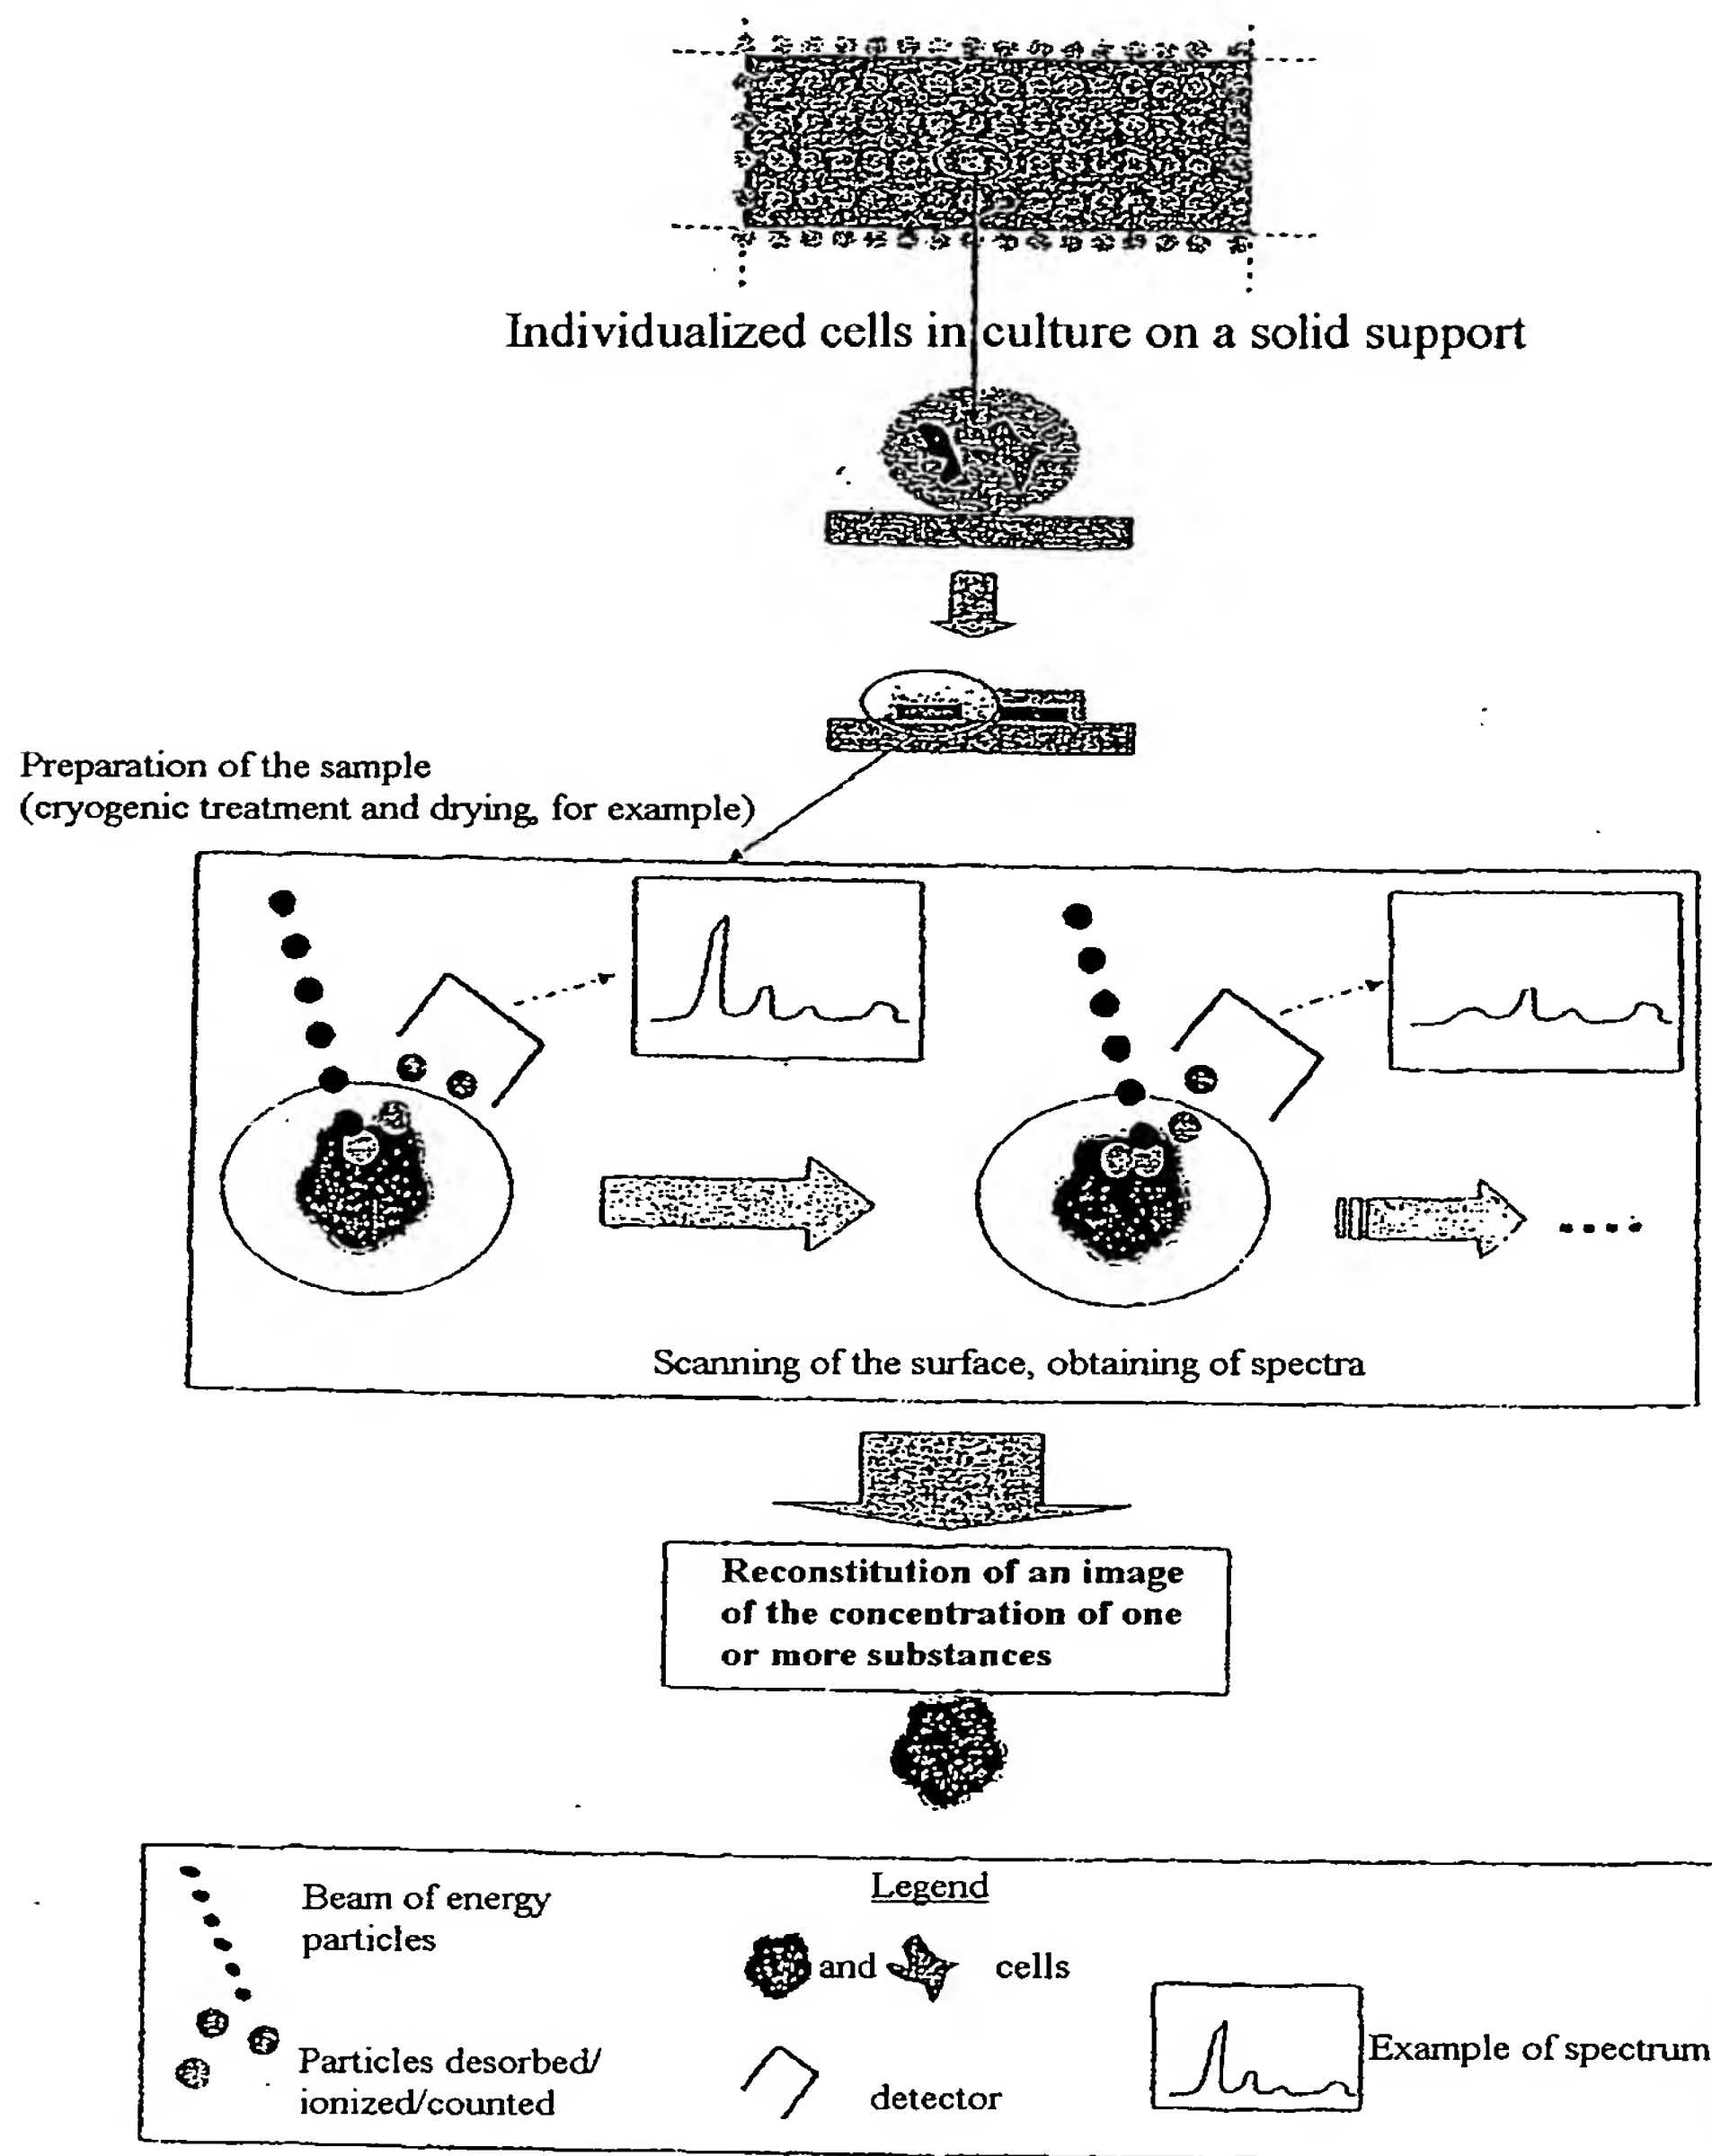 Individualized cells in culture on a solid support
Preparation of the sample
(cryogenic treatment and drying, for example)
Scanning of the surface, obtaining of spectra
Reconstitution of an image
of the concentration of one
or more substances
Legend
Beam of energy
particles
and
cells
Particles desorbed/
ionized/counted
detector
Example of spectrum